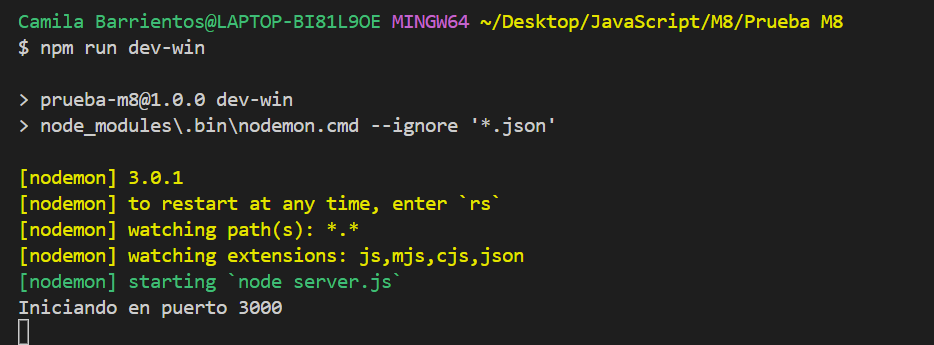 Camila Barrientos@LAPTOP-BI81L9OE MINGW64 ~/Desktop/JavaScript/M8/Prueba M8
$ npm run dev-win
> prueba-m8@1.0.0 dev-win
> node_modules\.bin\nodemon.cmd --ignore '*.json'
[nodemon] 3.0.1
[nodemon] to restart at any time, enter `rs`
[nodemon] watching path(s): *.*
[nodemon] watching extensions: js,mjs,cjs,json
[nodemon] starting `node server.js`
Iniciando en puerto 3000